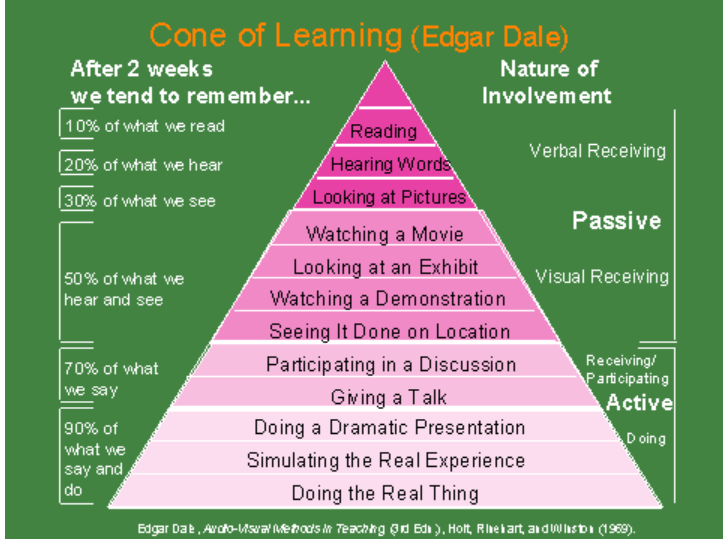 Cone of Learning (Edgar Dale)
After 2 weeks
we tend to remember...
Nature of
Involvement
10% of what we read
Reading
Verbal Receiving
20% of what we hear
Hearing Words
30% of what we see
Looking at Pictures
Passive
50% of what we
hear and see
Watching a Movie
Looking at an Exhibit
Watching a Demonstration
Seeing It Done on Location
Visual Receiving
70% of what
we say
Participating in a Discussion
Giving a Talk
Receiving/
Participating
Active
90% of
what we
say and
do
Doing a Dramatic Presentation
Simulating the Real Experience
Doing the Real Thing
Doing
Edgar Dale, Audio-Visual Methods in Teaching (3rd Edn.), Holt, Rinehart, and Winston (1969).